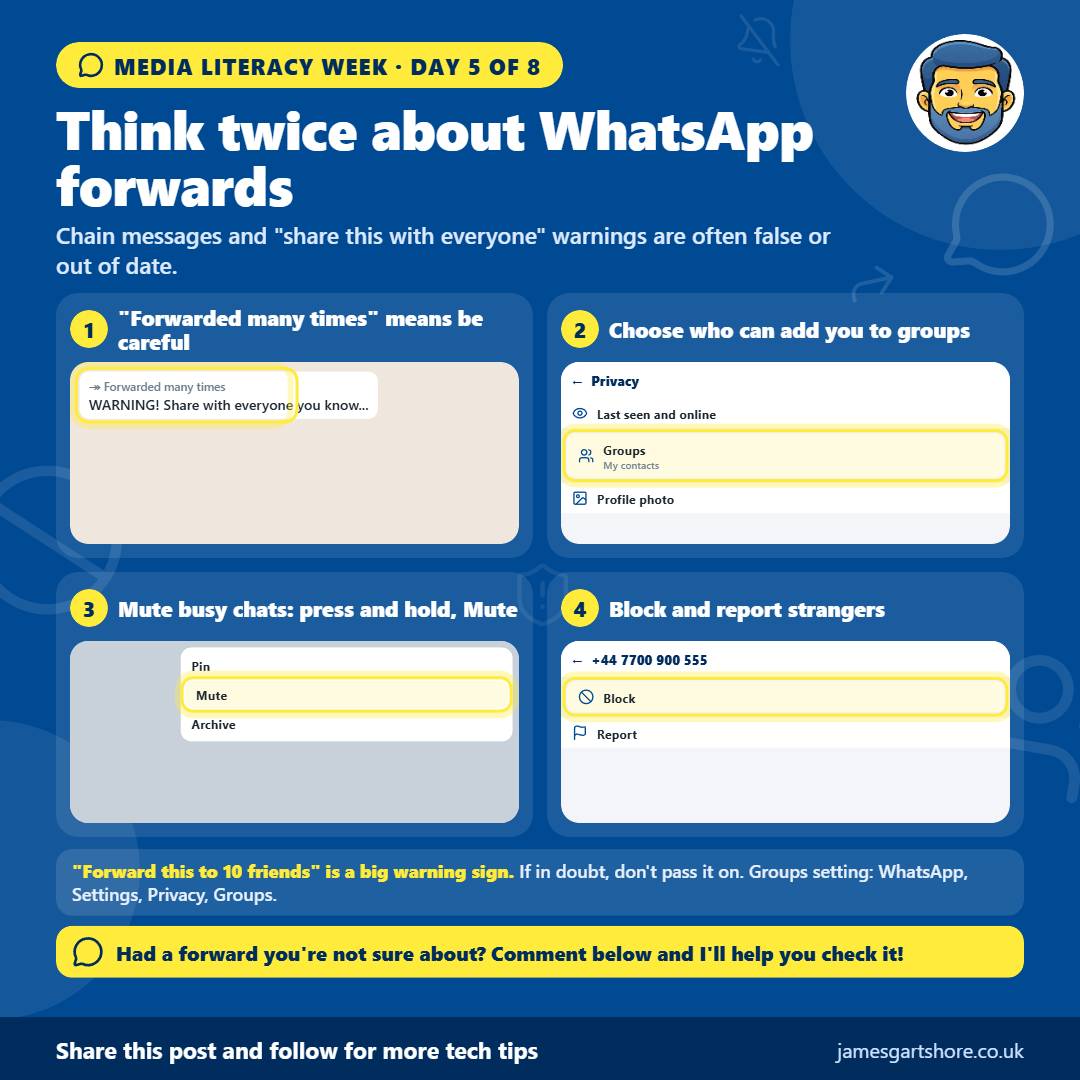 MEDIA LITERACY WEEK · DAY 5 OF 8
Think twice about WhatsApp
forwards
Chain messages and "share this with everyone" warnings are often false or
out of date.
1
"Forwarded many times" means be
careful
↠ Forwarded many times
WARNING! Share with everyone you know...
2
Choose who can add you to groups
← Privacy
Last seen and online
Groups
My contacts
Profile photo
3
Mute busy chats: press and hold, Mute
Pin
Mute
Archive
4
Block and report strangers
← +44 7700 900 555
Block
Report
"Forward this to 10 friends" is a big warning sign. If in doubt, don't pass it on. Groups setting: WhatsApp,
Settings, Privacy, Groups.
Had a forward you're not sure about? Comment below and I'll help you check it!
Share this post and follow for more tech tips
jamesgartshore.co.uk